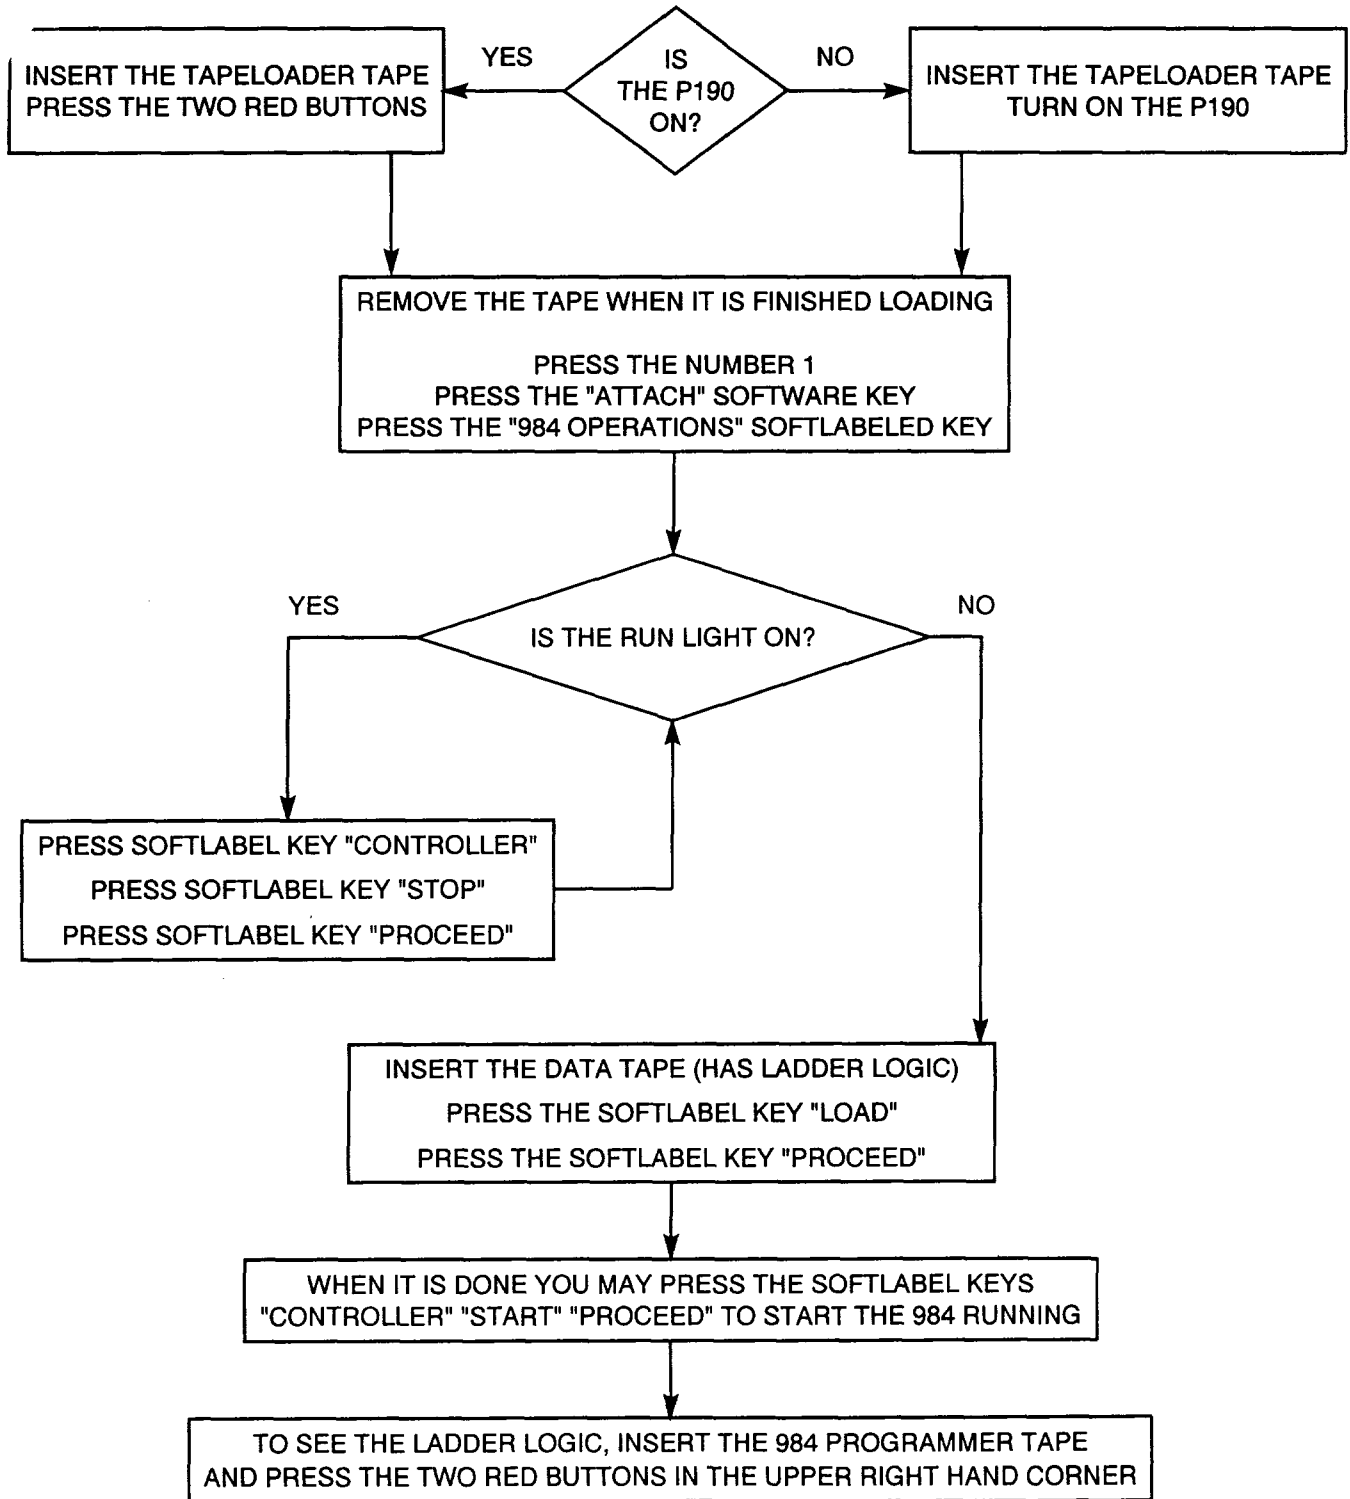 IS
THE P190
ON?
YES
NO
INSERT THE TAPELOADER TAPE
PRESS THE TWO RED BUTTONS
INSERT THE TAPELOADER TAPE
TURN ON THE P190
REMOVE THE TAPE WHEN IT IS FINISHED LOADING
PRESS THE NUMBER 1
PRESS THE "ATTACH" SOFTWARE KEY
PRESS THE "984 OPERATIONS" SOFTLABELED KEY
IS THE RUN LIGHT ON?
YES
NO
PRESS SOFTLABEL KEY "CONTROLLER"
PRESS SOFTLABEL KEY "STOP"
PRESS SOFTLABEL KEY "PROCEED"
INSERT THE DATA TAPE (HAS LADDER LOGIC)
PRESS THE SOFTLABEL KEY "LOAD"
PRESS THE SOFTLABEL KEY "PROCEED"
WHEN IT IS DONE YOU MAY PRESS THE SOFTLABEL KEYS
"CONTROLLER" "START" "PROCEED" TO START THE 984 RUNNING
TO SEE THE LADDER LOGIC, INSERT THE 984 PROGRAMMER TAPE
AND PRESS THE TWO RED BUTTONS IN THE UPPER RIGHT HAND CORNER